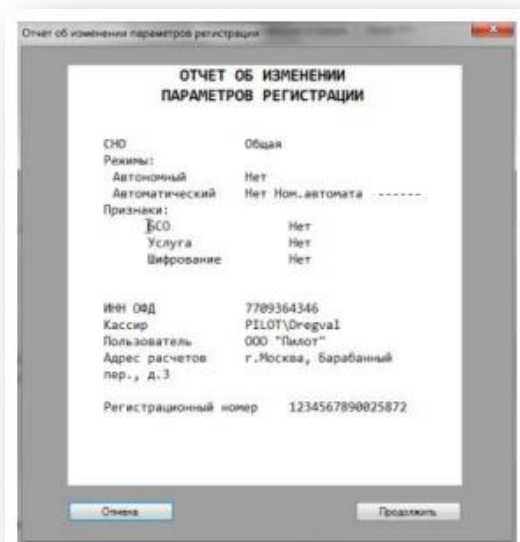 Отчет об изменении параметров регистрации
ОТЧЕТ ОБ ИЗМЕНЕНИИ
ПАРАМЕТРОВ РЕГИСТРАЦИИ
СНО Общая
Режимы:
Автономный Нет
Автоматический Нет Ном.автомата ------
Признаки:
БСО Нет
Услуга Нет
Шифрование Нет
ИНН ОФД 7709364346
Кассир PILOT\Dregval
Пользователь ООО "Пилот"
Адрес расчетов г.Москва, Барабанный
пер., д.3
Регистрационный номер 1234567890025872
Отмена Продолжить